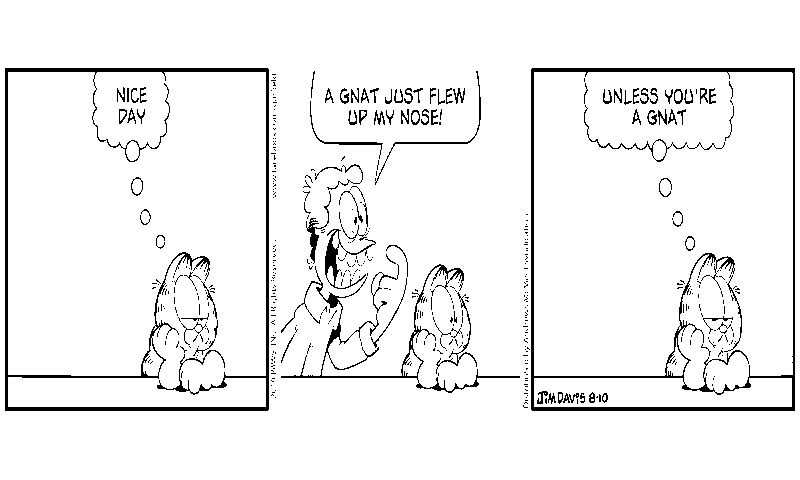 NICE
DAY
A GNAT JUST FLEW
UP MY NOSE!
UNLESS YOU'RE
A GNAT
JIM DAVIS 8-10